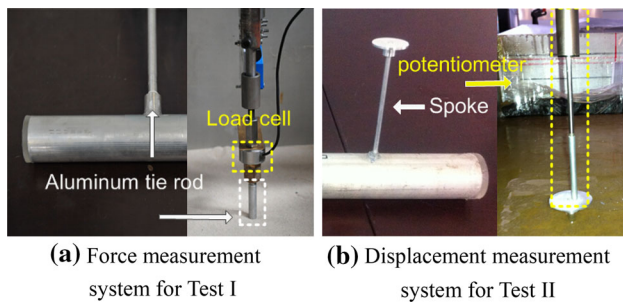 Load cell
Aluminum tie rod
potentiometer
Spoke
(a) Force measurement
system for Test I
(b) Displacement measurement
system for Test II